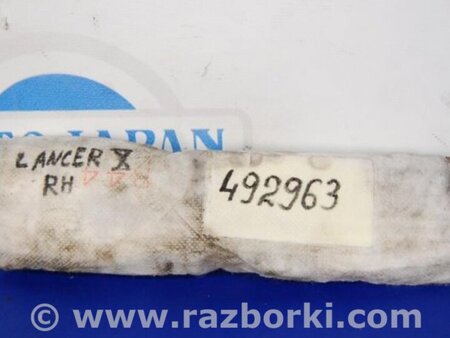 JAPAN
LANCER X
RH
492963
© www.razborki.com